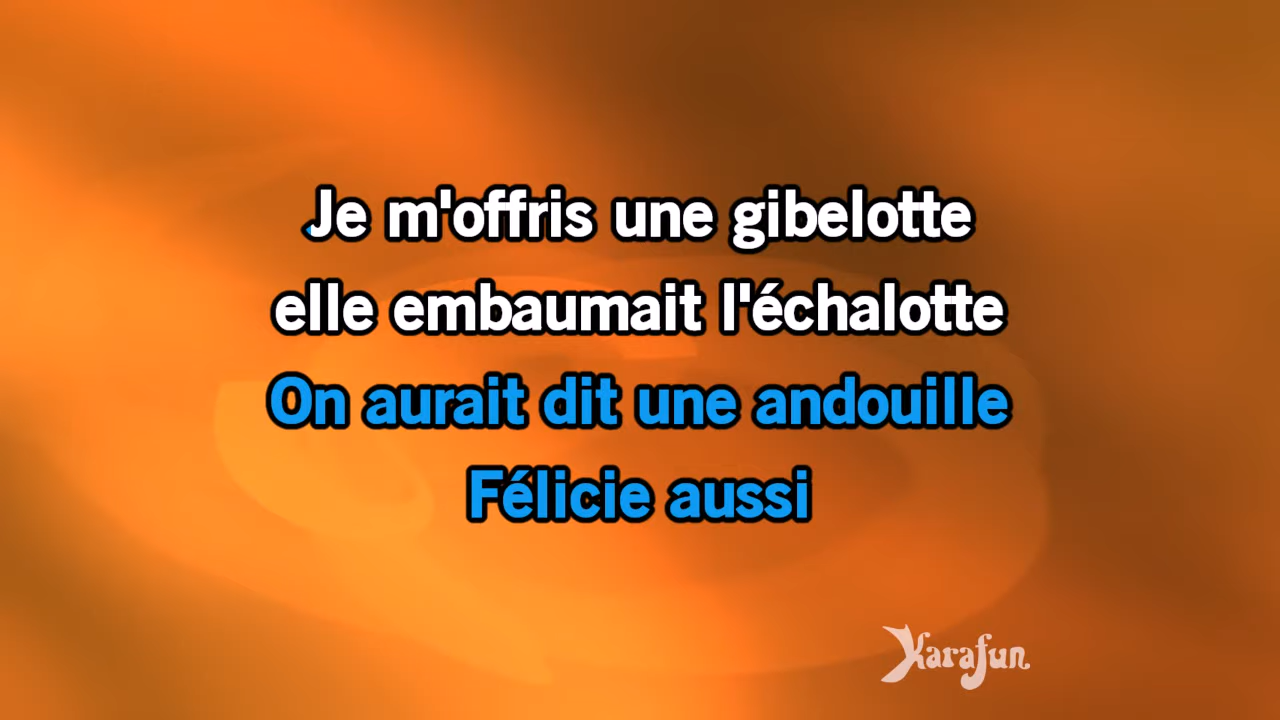 Je m'offris une gibelotte
elle embaumait l'échalotte
On aurait dit une andouille
Félicie aussi
Karafun